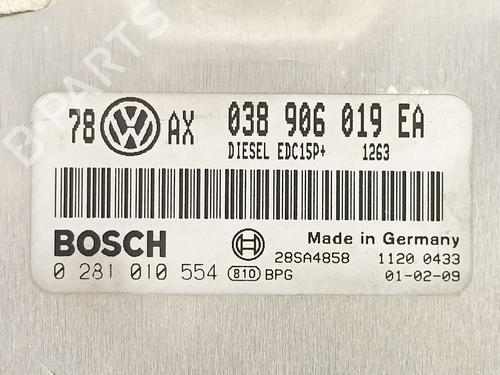 B-PARTS
78 VW AX 038 906 019 EA
DIESEL EDC15P+ 1263
BOSCH
Made in Germany
28SA4858 1120 0433
0 281 010 554 810 BPG 01-02-09